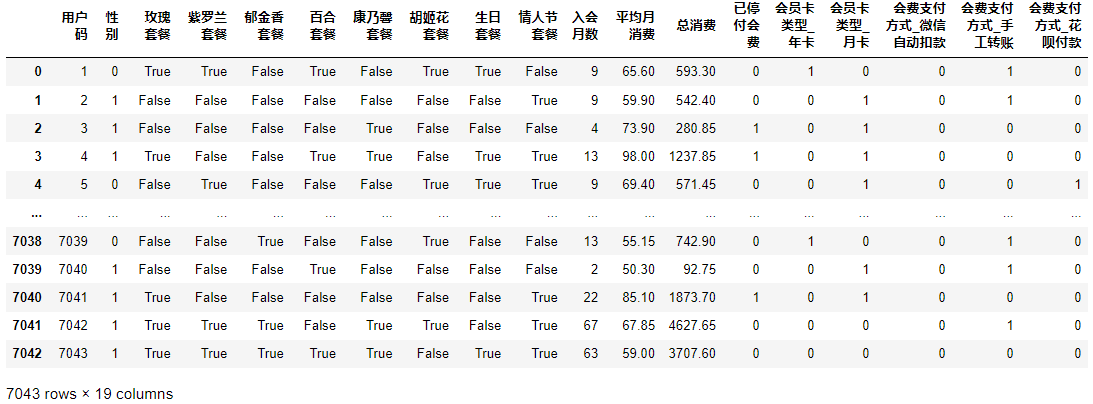 用户码 性别 玫瑰套餐 紫罗兰套餐 郁金香套餐 百合套餐 康乃馨套餐 胡姬花套餐 生日套餐 情人节套餐 入会月数 平均月消费 总消费 已停付会费 会员卡类型_年卡 会员卡类型_月卡 会费支付方式_微信自动扣款 会费支付方式_手工转账 会费支付方式_花呗付款
0 1 0 True True False True False True True False 9 65.60 593.30 0 1 0 0 1 0
1 2 1 False False False False False False False True 9 59.90 542.40 0 0 1 0 1 0
2 3 1 False False False False True False False False 4 73.90 280.85 1 0 1 0 0 0
3 4 1 True False False True True False True True 13 98.00 1237.85 1 0 1 0 0 0
4 5 0 False True False False False True True True 9 69.40 571.45 0 0 1 0 0 1
... ... ... ... ... ... ... ... ... ... ... ... ... ... ... ... ... ... ... ...
7038 7039 0 False False True False False True False False 13 55.15 742.90 0 1 0 0 1 0
7039 7040 1 False False False True False False False False 2 50.30 92.75 0 0 1 0 1 0
7040 7041 1 True False False False False False False True 22 85.10 1873.70 1 0 1 0 0 0
7041 7042 1 True True True False True True False True 67 67.85 4627.65 0 0 0 0 1 0
7042 7043 1 True True True True True False True True 63 59.00 3707.60 0 0 0 0 0 0
7043 rows × 19 columns